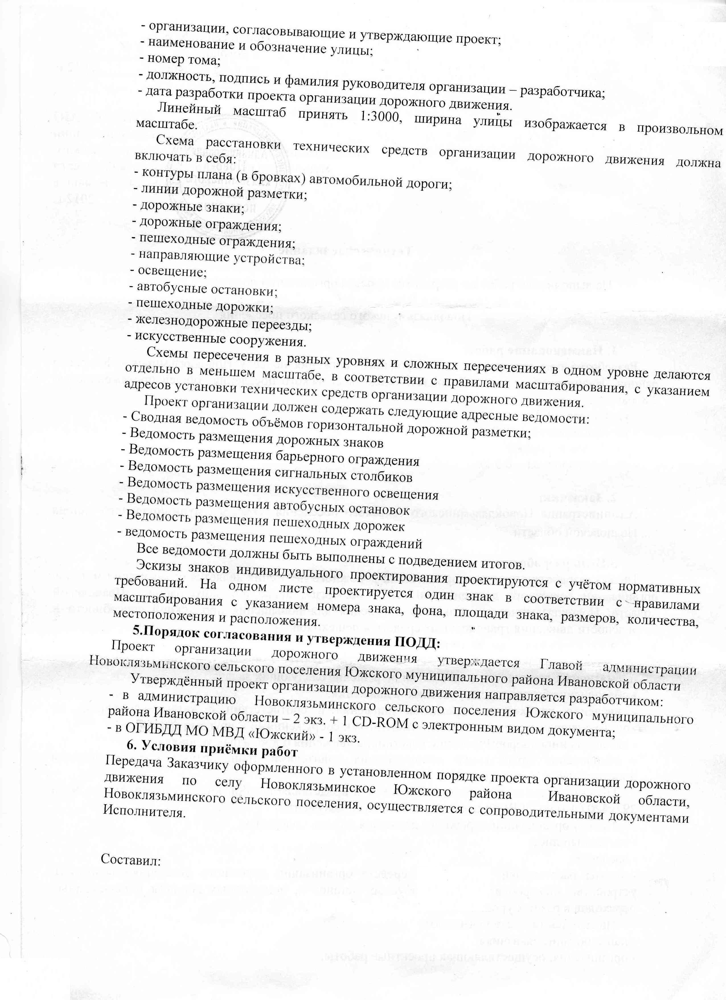 - организации, согласовывающие и утверждающие проект;
- наименование и обозначение улицы;
- номер тома;
- должность, подпись и фамилия руководителя организации – разработчика;
- дата разработки проекта организации дорожного движения.
Линейный масштаб принять 1:3000, ширина улицы изображается в произвольном
масштабе.
Схема расстановки технических средств организации дорожного движения должна
включать в себя:
- контуры плана (в бровках) автомобильной дороги;
- линии дорожной разметки;
- дорожные знаки;
- дорожные ограждения;
- пешеходные ограждения;
- направляющие устройства;
- освещение;
- автобусные остановки;
- пешеходные дорожки;
- железнодорожные переезды;
- искусственные сооружения.
Схемы пересечения в разных уровнях и сложных пересечениях в одном уровне делаются
отдельно в меньшем масштабе, в соответствии с правилами масштабирования, с указанием
адресов установки технических средств организации дорожного движения.
Проект организации должен содержать следующие адресные ведомости:
- Сводная ведомость объёмов горизонтальной дорожной разметки;
- Ведомость размещения дорожных знаков
- Ведомость размещения барьерного ограждения
- Ведомость размещения сигнальных столбиков
- Ведомость размещения искусственного освещения
- Ведомость размещения автобусных остановок
- Ведомость размещения пешеходных дорожек
- ведомость размещения пешеходных ограждений
Все ведомости должны быть выполнены с подведением итогов.
Эскизы знаков индивидуального проектирования проектируются с учётом нормативных
требований. На одном листе проектируется один знак в соответствии с правилами
масштабирования с указанием номера знака, фона, площади знака, размеров, количества,
местоположения и расположения.
5.Порядок согласования и утверждения ПОДД:
Проект организации дорожного движения утверждается Главой администрации
Новоклязьминского сельского поселения Южского муниципального района Ивановской области
Утверждённый проект организации дорожного движения направляется разработчиком:
- в администрацию Новоклязьминского сельского поселения Южского муниципального
района Ивановской области – 2 экз. + 1 CD-ROM с электронным видом документа;
- в ОГИБДД МО МВД «Южский» - 1 экз.
6. Условия приёмки работ
Передача Заказчику оформленного в установленном порядке проекта организации дорожного
движения по селу Новоклязьминское Южского района Ивановской области,
Новоклязьминского сельского поселения, осуществляется с сопроводительными документами
Исполнителя.
Составил: